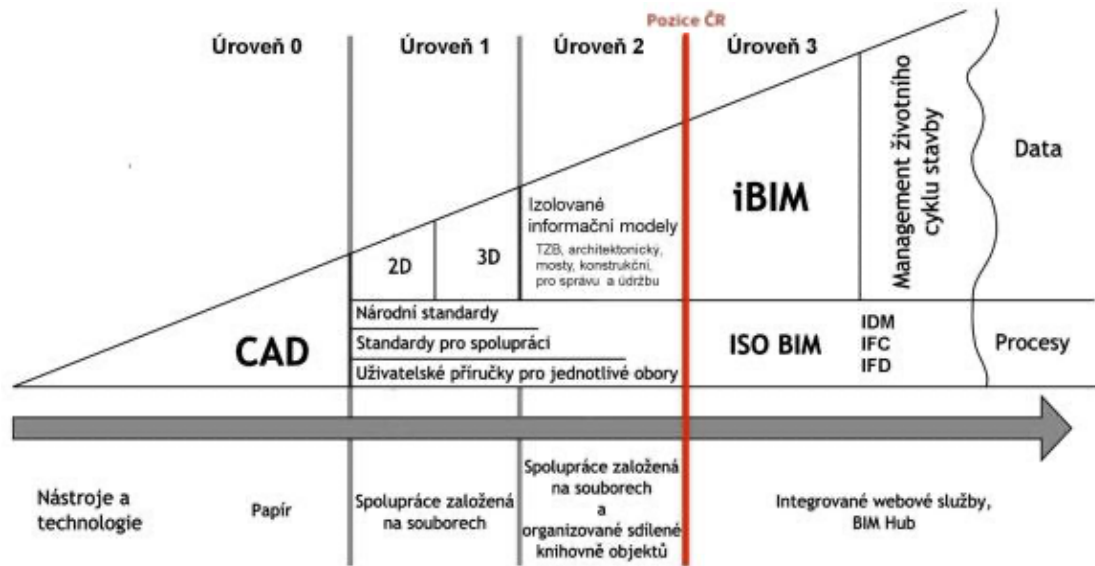 Pozice ČR
Úroveň 0
Úroveň 1
Úroveň 2
Úroveň 3
Management životního
cyklu stavby
Data
iBIM
Izolované
informační modely
TZB, architektonický,
mosty, konstrukční,
pro správu a údržbu
2D
3D
CAD
Národní standardy
Standardy pro spolupráci
Uživatelské příručky pro jednotlivé obory
ISO BIM
IDM
IFC
IFD
Procesy
Nástroje a
technologie
Papír
Spolupráce založená
na souborech
Spolupráce založená
na souborech
a
organizované sdílené
knihovně objektů
Integrované webové služby,
BIM Hub